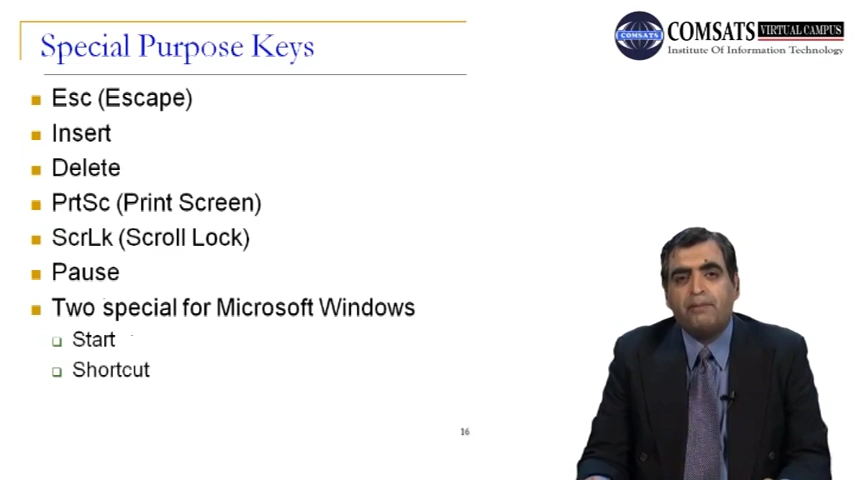 Special Purpose Keys
Esc (Escape)
Insert
Delete
PrtSc (Print Screen)
ScrLk (Scroll Lock)
Pause
Two special for Microsoft Windows
Start
Shortcut
16
COMSATS VIRTUAL CAMPUS
Institute Of Information Technology
COMSATS